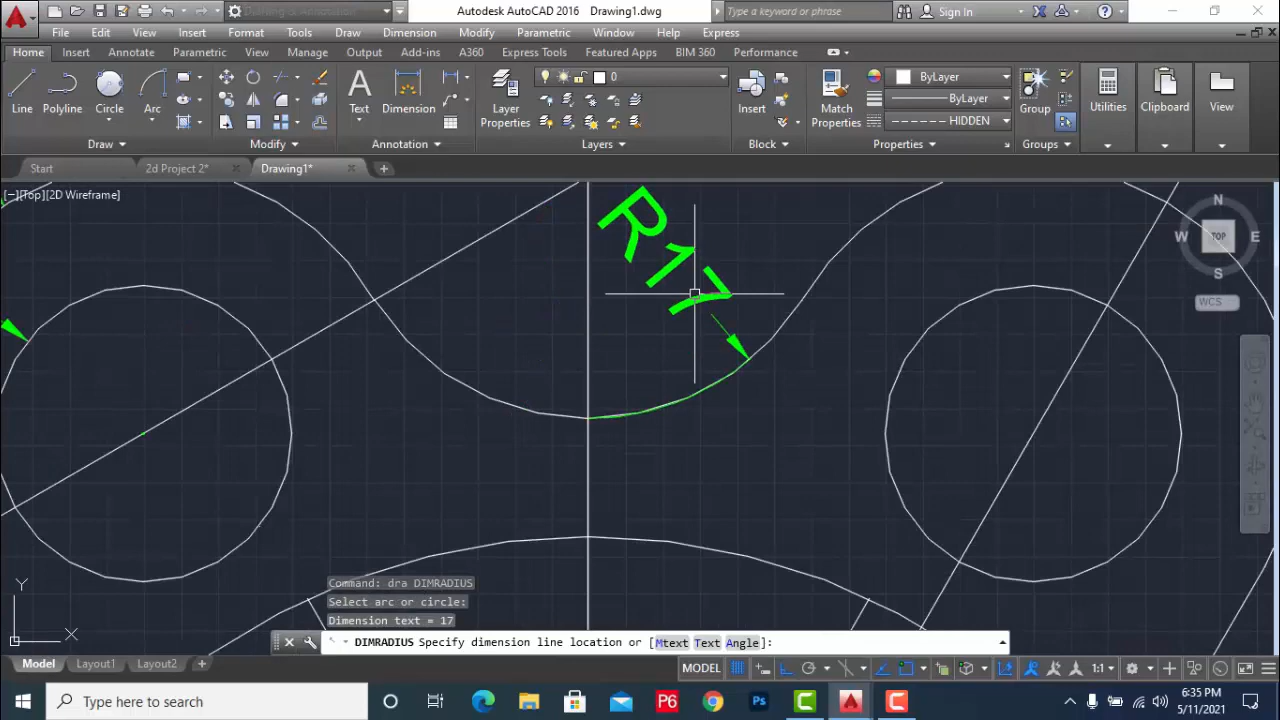 Drawing & Annotation
Autodesk AutoCAD 2016 Drawing1.dwg
Type a keyword or phrase
Sign In
File Edit View Insert Format Tools Draw Dimension Modify Parametric Window Help Express
Home Insert Annotate Parametric View Manage Output Add-ins A360 Express Tools Featured Apps BIM 360 Performance
Line Polyline Circle Arc
Text Dimension
Layer Properties
0
Insert
Match Properties
ByLayer
ByLayer
HIDDEN
Group
Utilities
Clipboard
View
Draw Modify Annotation Layers Block Properties Groups
Start 2d Project 2* Drawing1*
[−][Top][2D Wireframe]
N
W TOP E
S
WCS
R17
Y
X
Command: dra DIMRADIUS
Select arc or circle:
Dimension text = 17
DIMRADIUS Specify dimension line location or [Mtext Text Angle]:
Model Layout1 Layout2
MODEL
1:1
Type here to search
P6
Ps
6:35 PM
5/11/2021